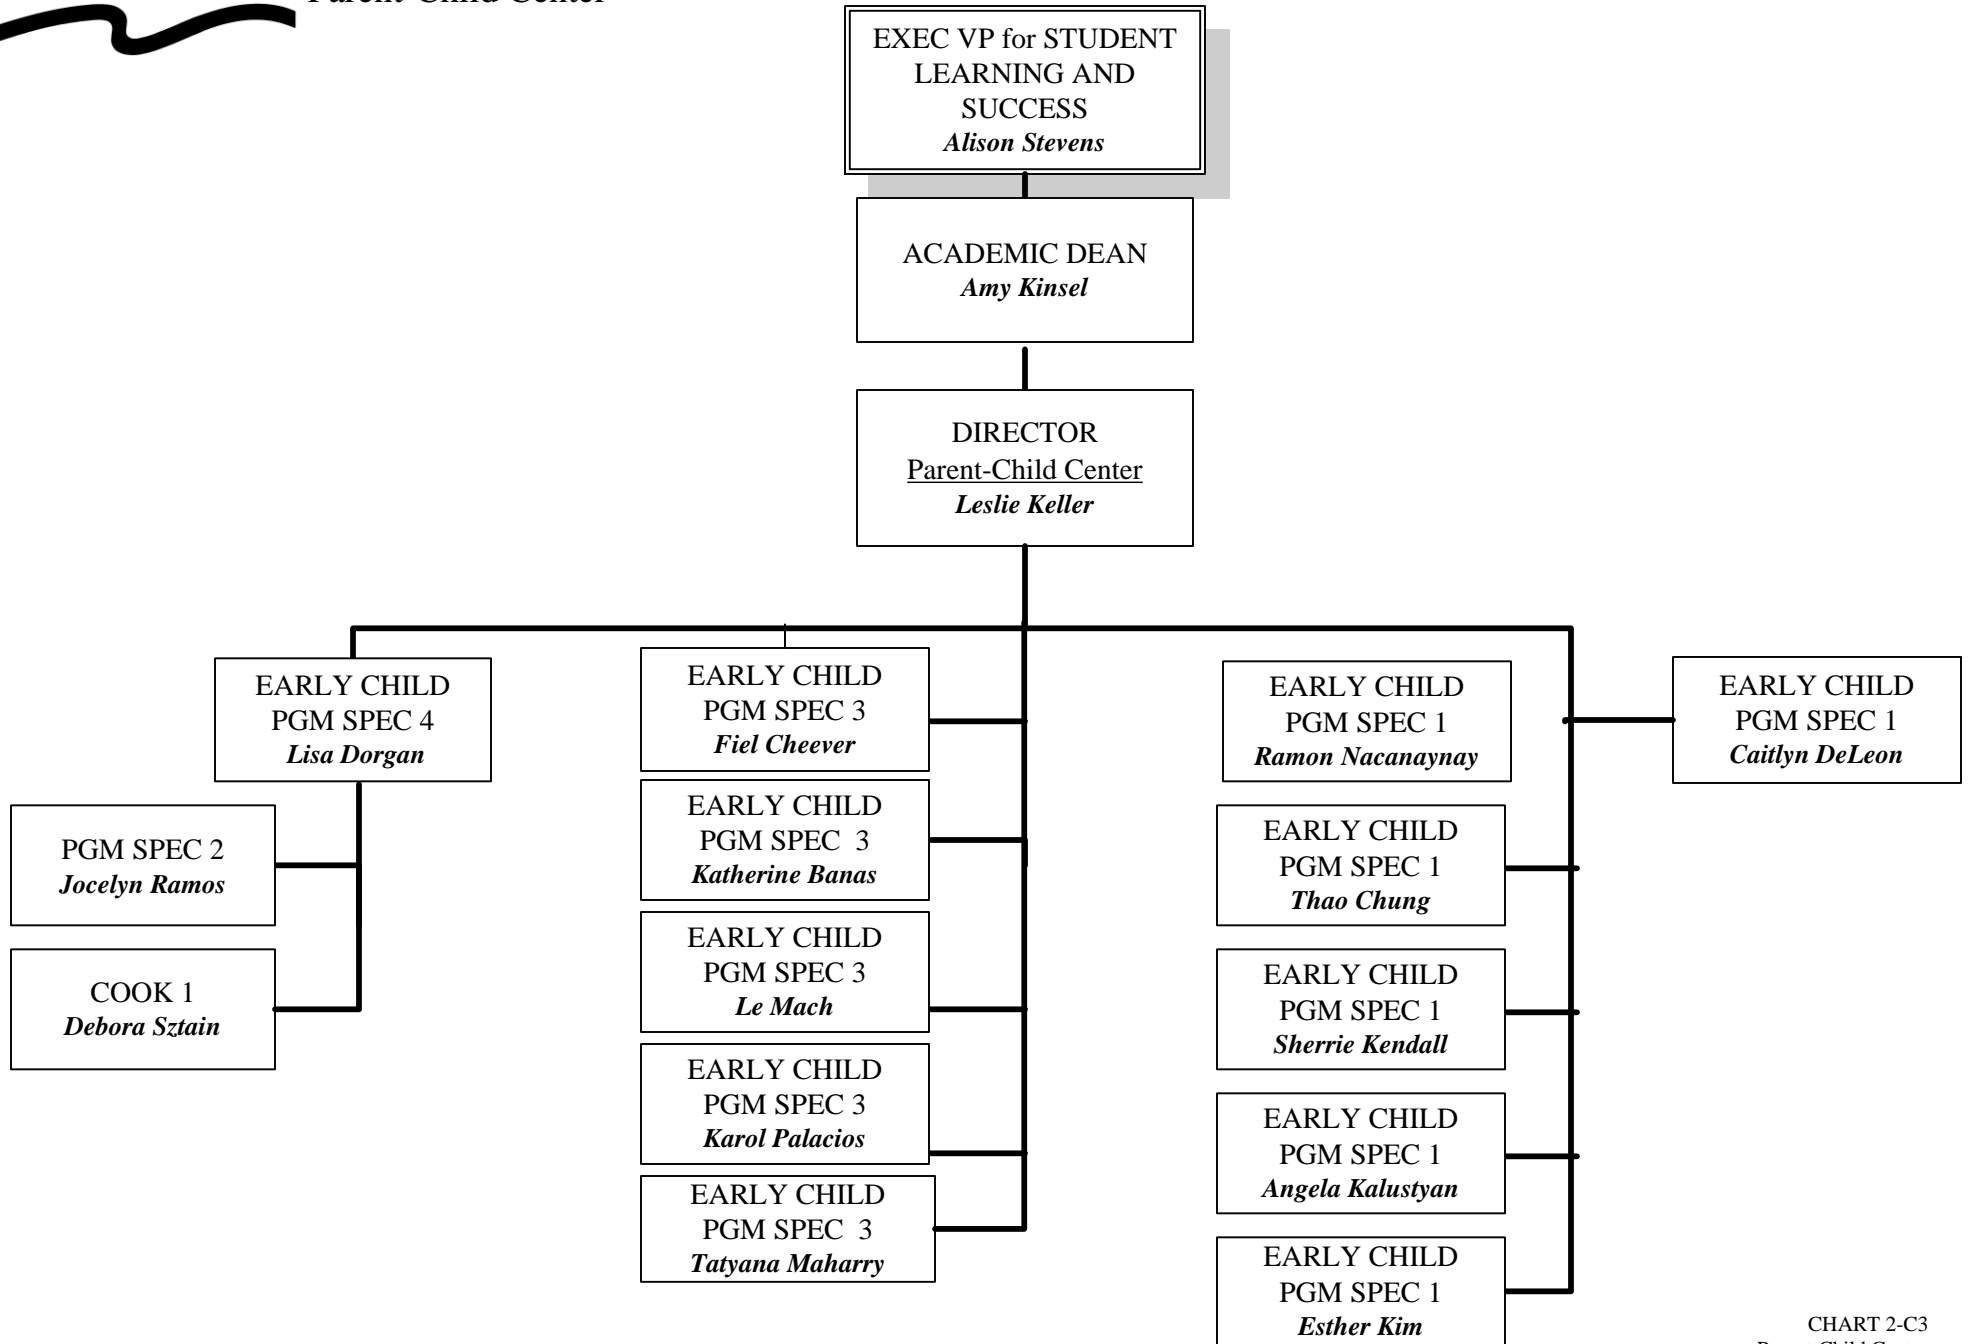 Parent-Child Center
EXEC VP for STUDENT
LEARNING AND
SUCCESS
Alison Stevens
ACADEMIC DEAN
Amy Kinsel
DIRECTOR
Parent-Child Center
Leslie Keller
EARLY CHILD
PGM SPEC 4
Lisa Dorgan
PGM SPEC 2
Jocelyn Ramos
COOK 1
Debora Sztain
EARLY CHILD
PGM SPEC 3
Fiel Cheever
EARLY CHILD
PGM SPEC 3
Katherine Banas
EARLY CHILD
PGM SPEC 3
Le Mach
EARLY CHILD
PGM SPEC 3
Karol Palacios
EARLY CHILD
PGM SPEC 3
Tatyana Maharry
EARLY CHILD
PGM SPEC 1
Ramon Nacanaynay
EARLY CHILD
PGM SPEC 1
Thao Chung
EARLY CHILD
PGM SPEC 1
Sherrie Kendall
EARLY CHILD
PGM SPEC 1
Angela Kalustyan
EARLY CHILD
PGM SPEC 1
Esther Kim
EARLY CHILD
PGM SPEC 1
Caitlyn DeLeon
CHART 2-C3
Parent-Child Center